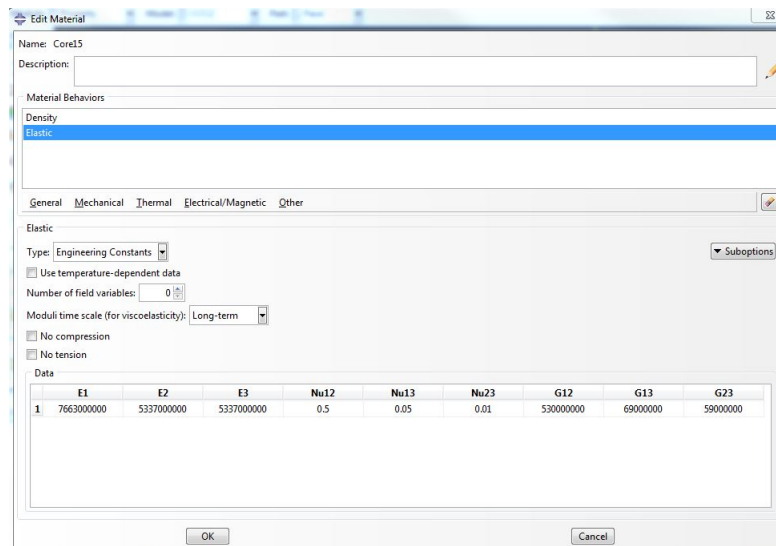 Edit Material
Name: Core15
Description:
Material Behaviors
Density
Elastic
General Mechanical Thermal Electrical/Magnetic Other
Elastic
Type: Engineering Constants
Suboptions
Use temperature-dependent data
Number of field variables: 0
Moduli time scale (for viscoelasticity): Long-term
No compression
No tension
Data
E1 E2 E3 Nu12 Nu13 Nu23 G12 G13 G23
1 7663000000 5337000000 5337000000 0.5 0.05 0.01 530000000 69000000 59000000
OK Cancel